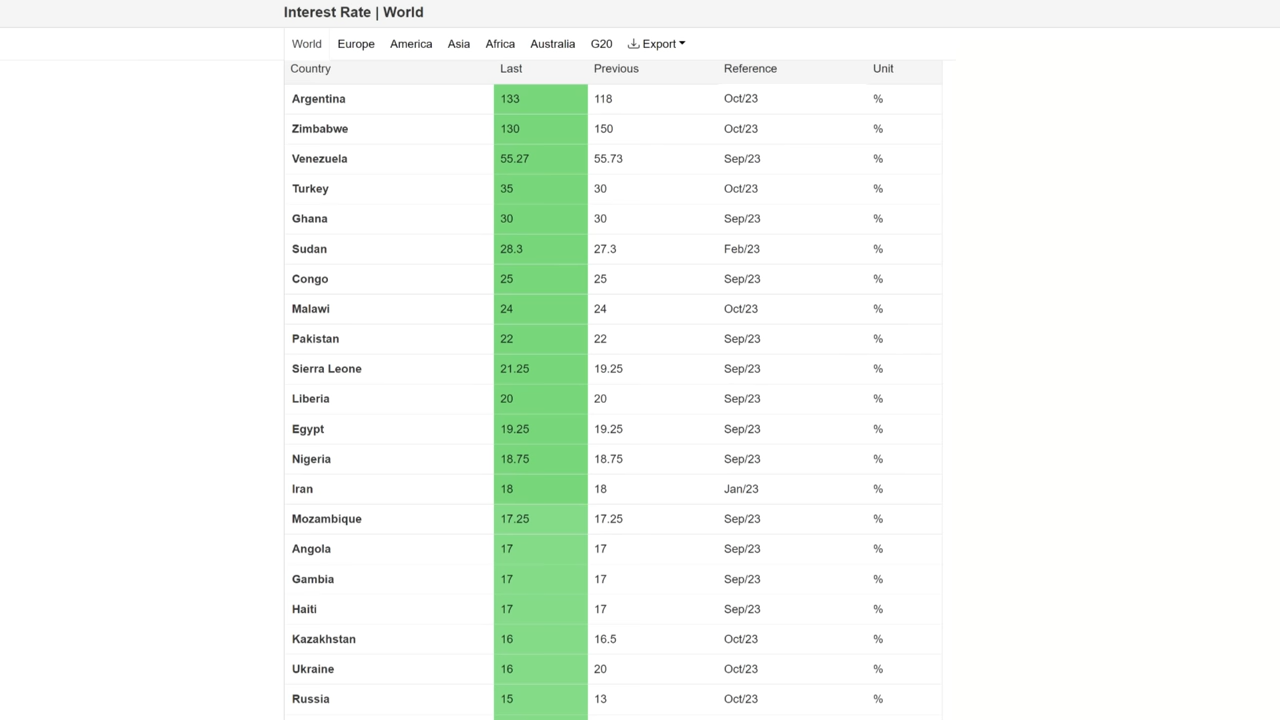 Interest Rate | World
World Europe America Asia Africa Australia G20 Export
Country Last Previous Reference Unit
Argentina 133 118 Oct/23 %
Zimbabwe 130 150 Oct/23 %
Venezuela 55.27 55.73 Sep/23 %
Turkey 35 30 Oct/23 %
Ghana 30 30 Sep/23 %
Sudan 28.3 27.3 Feb/23 %
Congo 25 25 Sep/23 %
Malawi 24 24 Oct/23 %
Pakistan 22 22 Sep/23 %
Sierra Leone 21.25 19.25 Sep/23 %
Liberia 20 20 Sep/23 %
Egypt 19.25 19.25 Sep/23 %
Nigeria 18.75 18.75 Sep/23 %
Iran 18 18 Jan/23 %
Mozambique 17.25 17.25 Sep/23 %
Angola 17 17 Sep/23 %
Gambia 17 17 Sep/23 %
Haiti 17 17 Sep/23 %
Kazakhstan 16 16.5 Oct/23 %
Ukraine 16 20 Oct/23 %
Russia 15 13 Oct/23 %